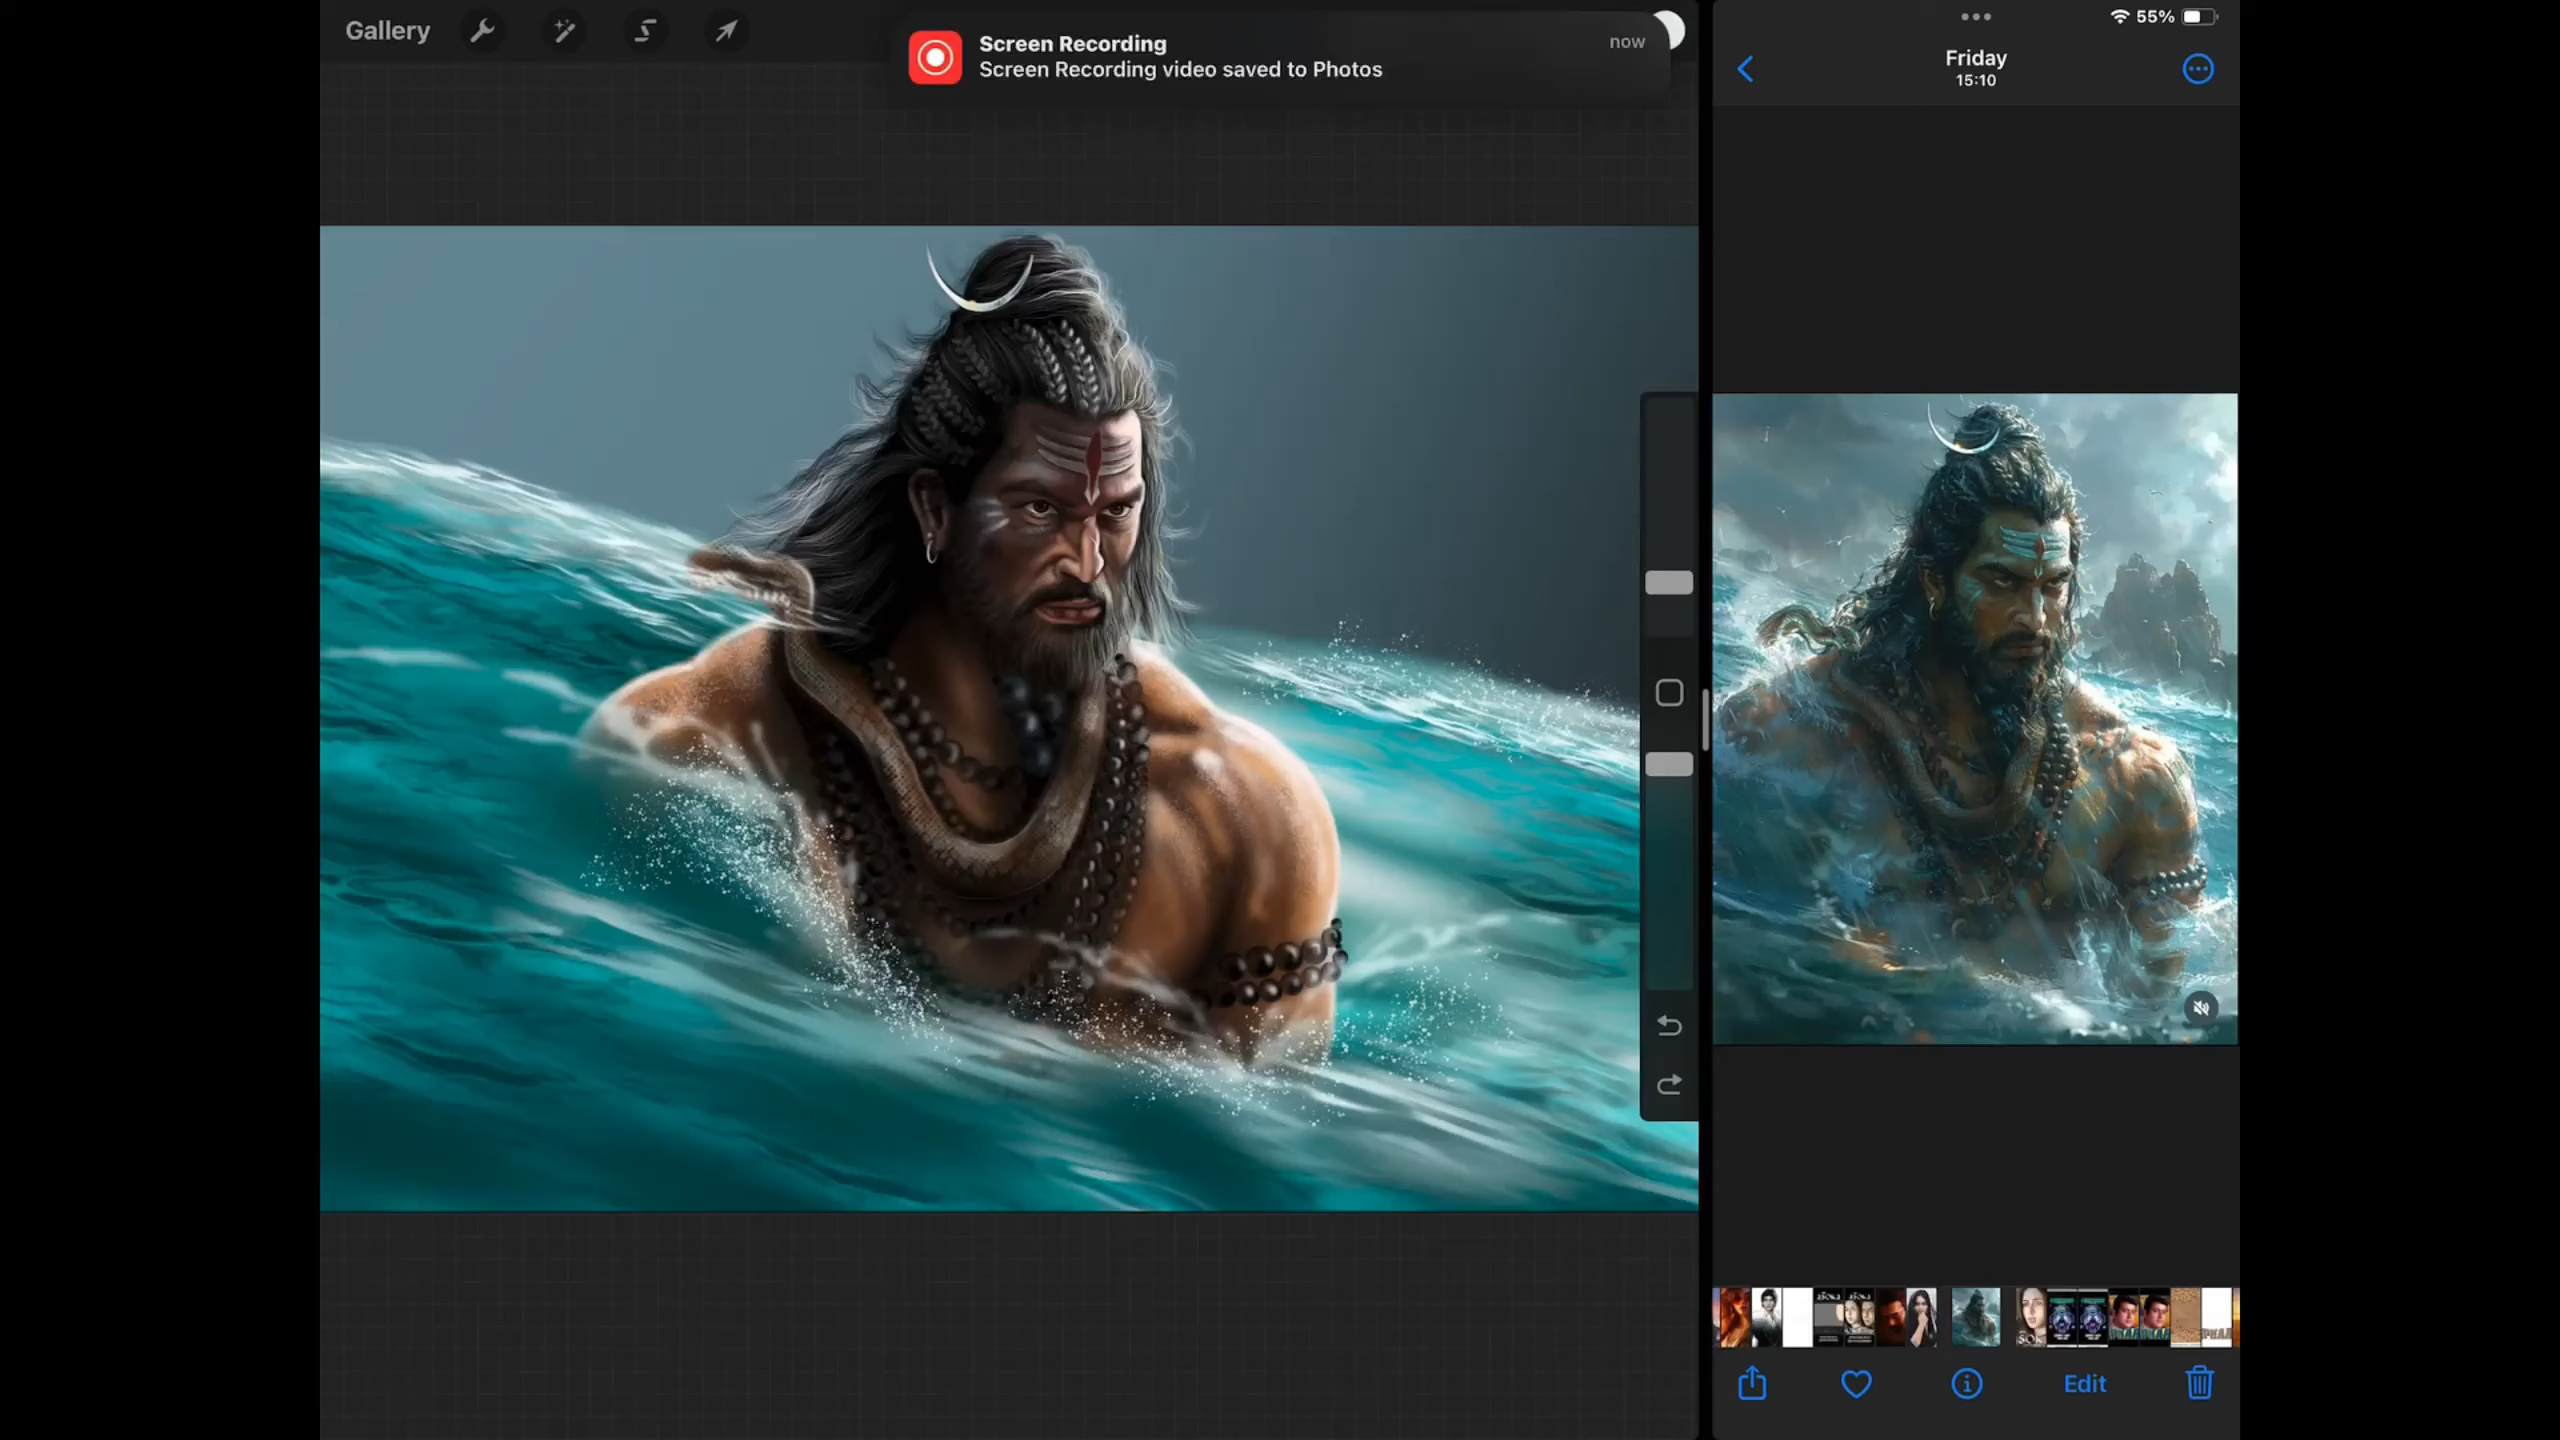 Gallery
Screen Recording
now
Screen Recording video saved to Photos
55%
Friday
15:10
Edit